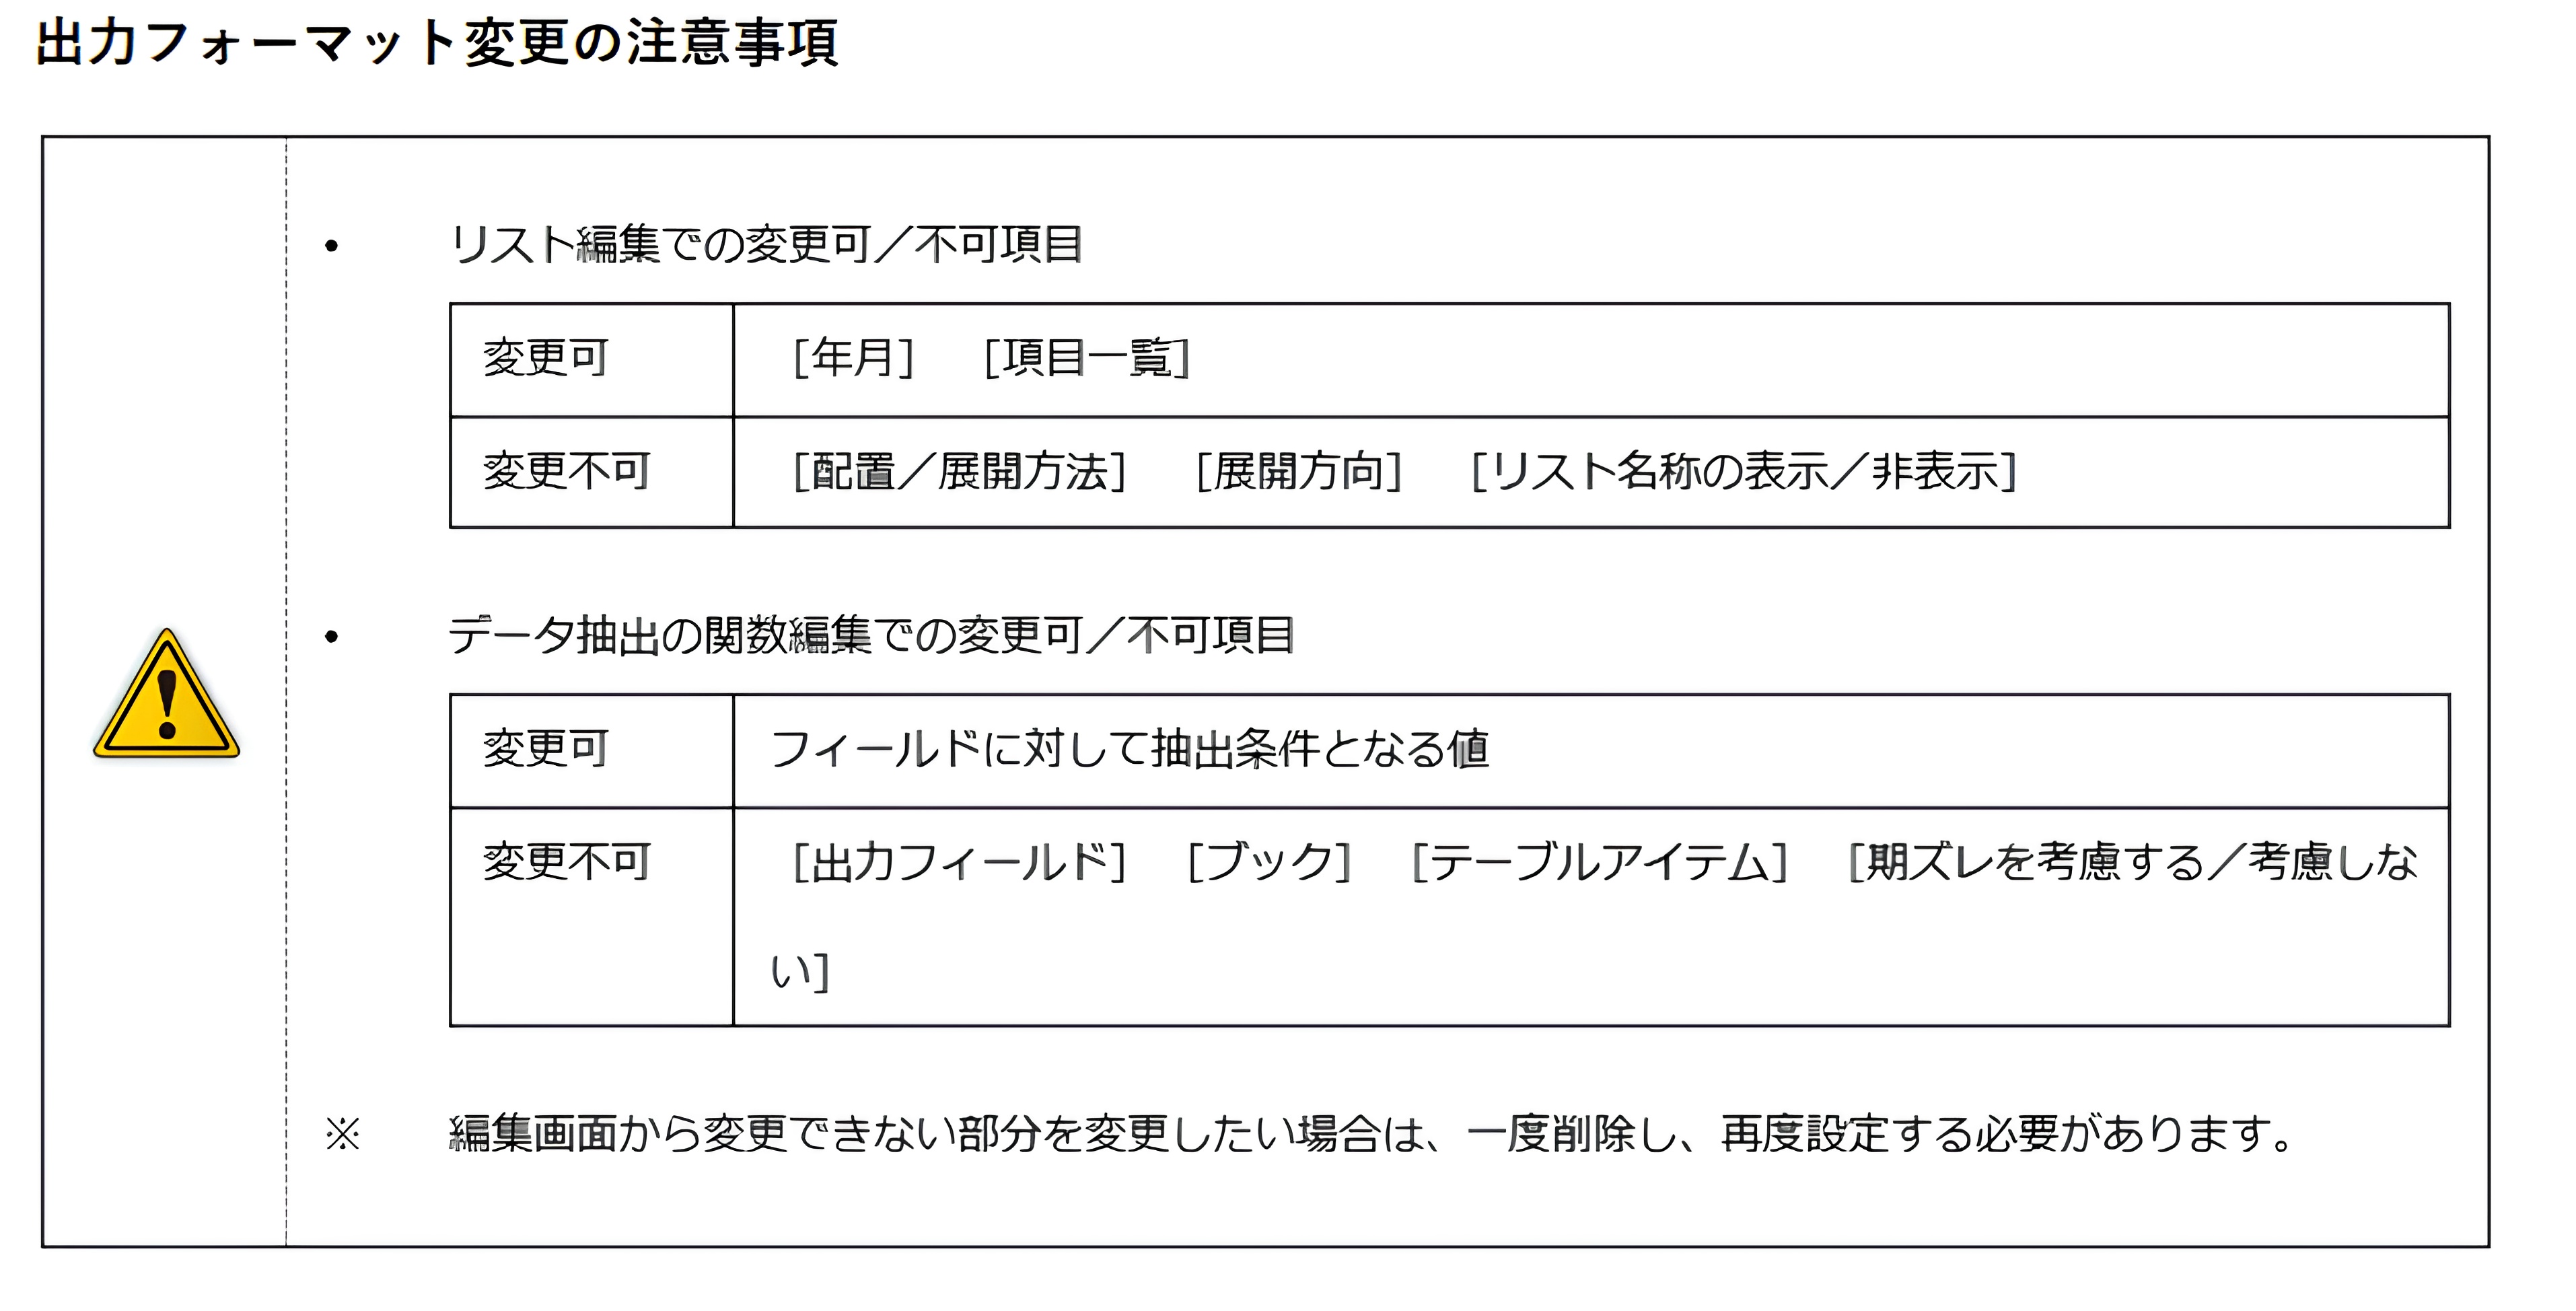 出力フォーマット変更の注意事項
• リスト編集での変更可／不可項目
変更可 [年月] [項目一覧]
変更不可 [配置／展開方法] [展開方向] [リスト名称の表示／非表示]
• データ抽出の関数編集での変更可／不可項目
変更可 フィールドに対して抽出条件となる値
変更不可 [出力フィールド] [ブック] [テーブルアイテム] [期ズレを考慮する／考慮しな
い]
※ 編集画面から変更できない部分を変更したい場合は、一度削除し、再度設定する必要があります。